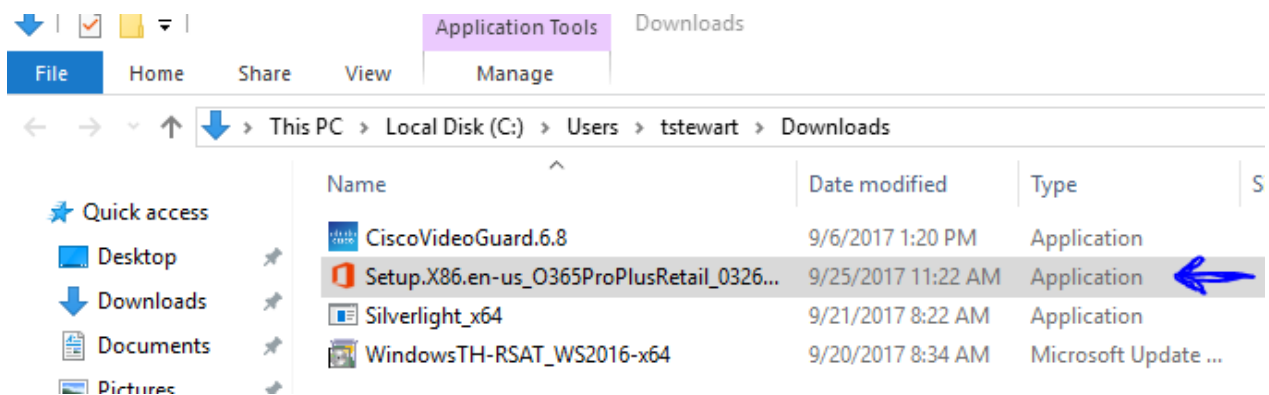 Application Tools Downloads
File Home Share View Manage
This PC > Local Disk (C:) > Users > tstewart > Downloads
Name Date modified Type S
Quick access
CiscoVideoGuard.6.8 9/6/2017 1:20 PM Application
Desktop
Setup.X86.en-us_O365ProPlusRetail_0326... 9/25/2017 11:22 AM Application
Downloads
Silverlight_x64 9/21/2017 8:22 AM Application
Documents
WindowsTH-RSAT_WS2016-x64 9/20/2017 8:34 AM Microsoft Update ...
Pictures